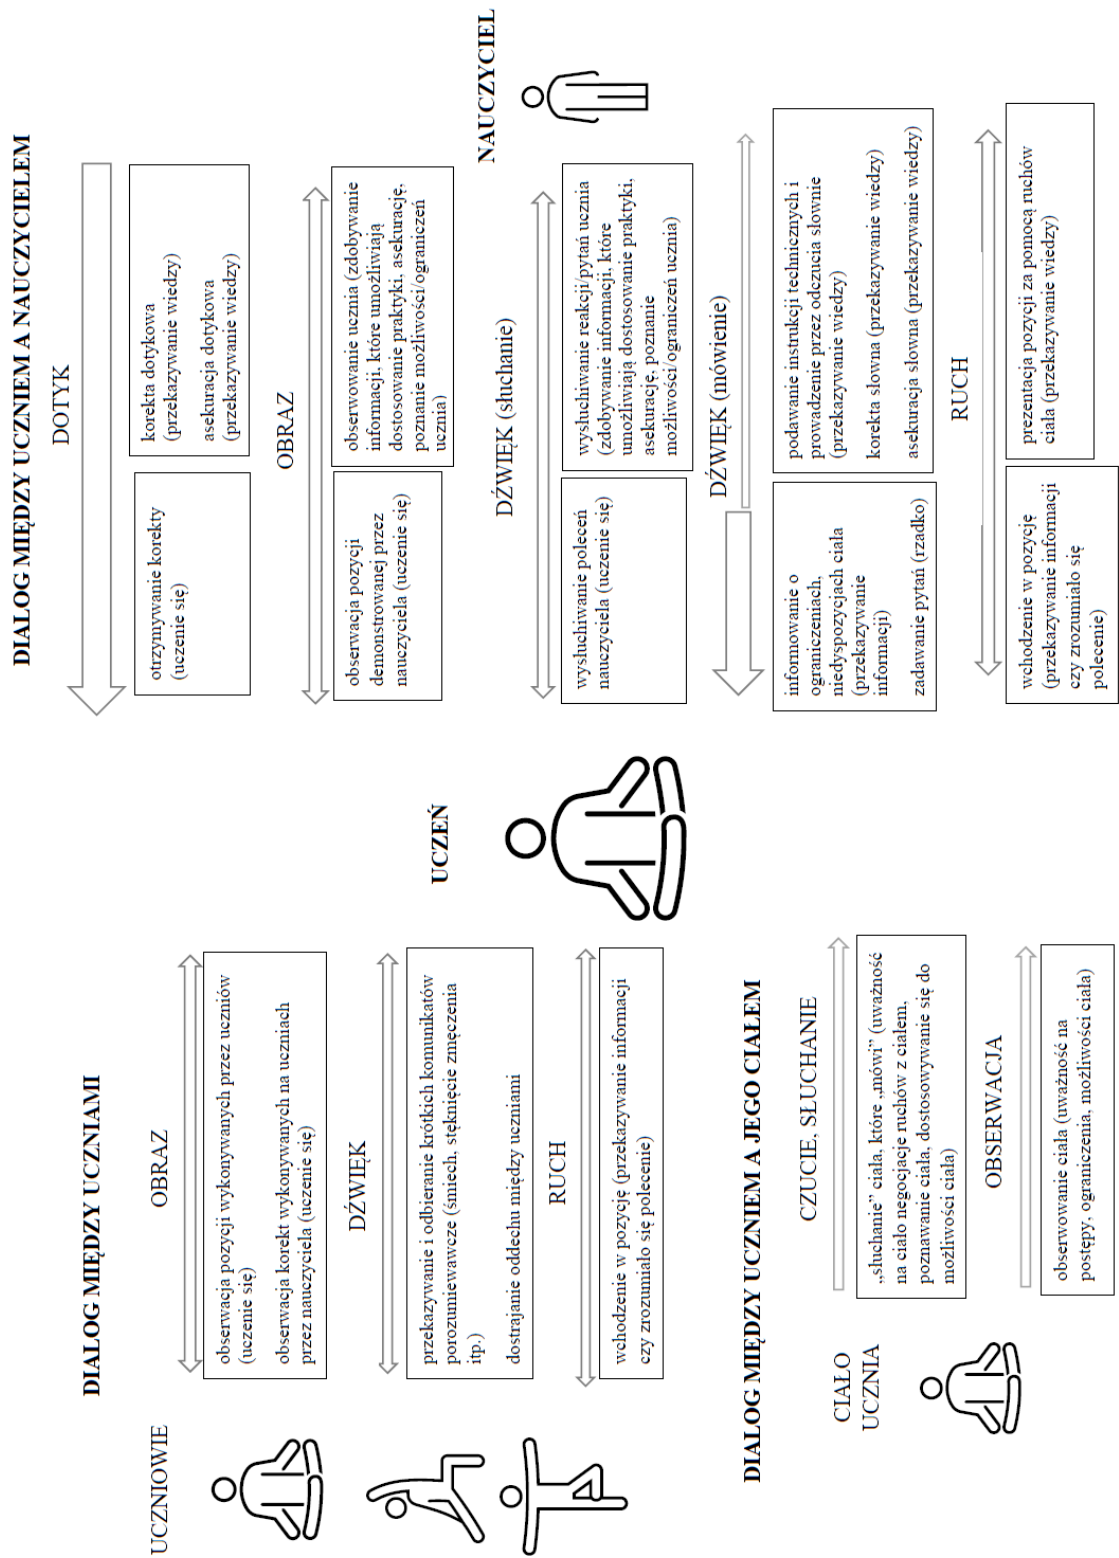 DIALOG MIĘDZY UCZNIAMI
UCZNIOWIE
OBRAZ
obserwacja pozycji wykonywanych przez uczniów
(uczenie się)
obserwacja korekt wykonywanych na uczniach
przez nauczyciela (uczenie się)
DŹWIĘK
przekazywanie i odbieranie krótkich komunikatów
porozumiewawcze (śmiech, stęknięcie zmęczenia
itp.)
dostrajanie oddechu między uczniami
RUCH
wchodzenie w pozycję (przekazywanie informacji
czy zrozumiało się polecenie)
DIALOG MIĘDZY UCZNIEM A JEGO CIAŁEM
CIAŁO
UCZNIA
CZUCIE, SŁUCHANIE
„słuchanie” ciała, które „mówi” (uważność
na ciało negocjację ruchów z ciałem,
poznawanie ciała, dostosowywanie się do
możliwości ciała)
OBSERWACJA
obserwowanie ciała (uważność na
postępy, ograniczenia, możliwości ciała)
UCZEŃ
DIALOG MIĘDZY UCZNIEM A NAUCZYCIELEM
DOTYK
otrzymywanie korekty
(uczenie się)
korekta dotykowa
(przekazywanie wiedzy)
asekuracja dotykowa
(przekazywanie wiedzy)
OBRAZ
obserwacja pozycji
demonstrowanej przez
nauczyciela (uczenie się)
obserwowanie ucznia (zdobywanie
informacji, które umożliwiają
dostosowanie praktyki, asekurację,
poznanie możliwości/ograniczeń
ucznia)
NAUCZYCIEL
DŹWIĘK (słuchanie)
wysłuchiwanie poleceń
nauczyciela (uczenie się)
wysłuchiwanie reakcji/pytań ucznia
(zdobywanie informacji, które
umożliwiają dostosowanie praktyki,
asekurację, poznanie
możliwości/ograniczeń ucznia)
DŹWIĘK (mówienie)
informowanie o
ograniczeniach,
niedyspozycjach ciała
(przekazywanie
informacji)
zadawanie pytań (rzadko)
podawanie instrukcji technicznych i
prowadzenie przez odczucia słownie
(przekazywanie wiedzy)
korekta słowna (przekazywanie wiedzy)
asekuracja słowna (przekazywanie wiedzy)
RUCH
wchodzenie w pozycję
(przekazywanie informacji
czy zrozumiało się
polecenie)
prezentacja pozycji za pomocą ruchów
ciała (przekazywanie wiedzy)